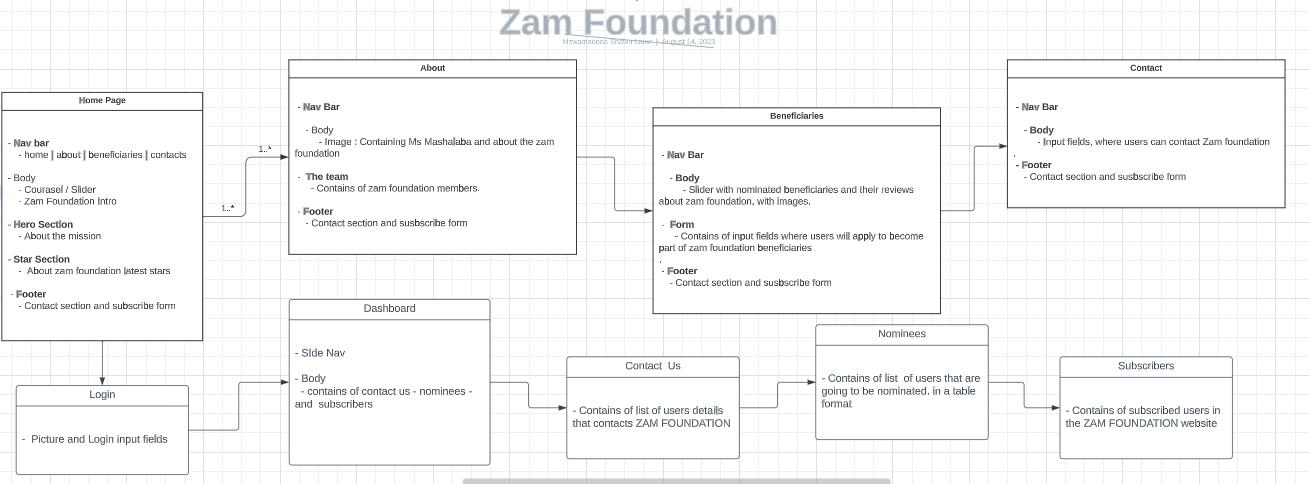 Zam Foundation
Mzwamadoda Shawn Louw | August 14, 2023
Home Page
- Nav bar
- home | about | beneficiaries | contacts
- Body
- Courasel / Slider
- Zam Foundation Intro
- Hero Section
- About the mission
- Star Section
- About zam foundation latest stars
- Footer
- Contact section and subscribe form
1..*
1..*
About
- Nav Bar
- Body
- Image : Containing Ms Mashalaba and about the zam
foundation
- The team
- Contains of zam foundation members.
- Footer
- Contact section and susbscribe form
Beneficiaries
- Nav Bar
- Body
- Slider with nominated beneficiaries and their reviews
about zam foundation, with images.
- Form
- Contains of input fields where users will apply to become
part of zam foundation beneficiaries
.
- Footer
- Contact section and susbscribe form
Contact
- Nav Bar
- Body
- Input fields, where users can contact Zam foundation
.
- Footer
- Contact section and susbscribe form
Login
- Picture and Login input fields
Dashboard
- SIde Nav
- Body
- contains of contact us - nominees -
and subscribers
Contact Us
- Contains of list of users details
that contacts ZAM FOUNDATION
Nominees
- Contains of list of users that are
going to be nominated. in a table
format
Subscribers
- Contains of subscribed users in
the ZAM FOUNDATION website